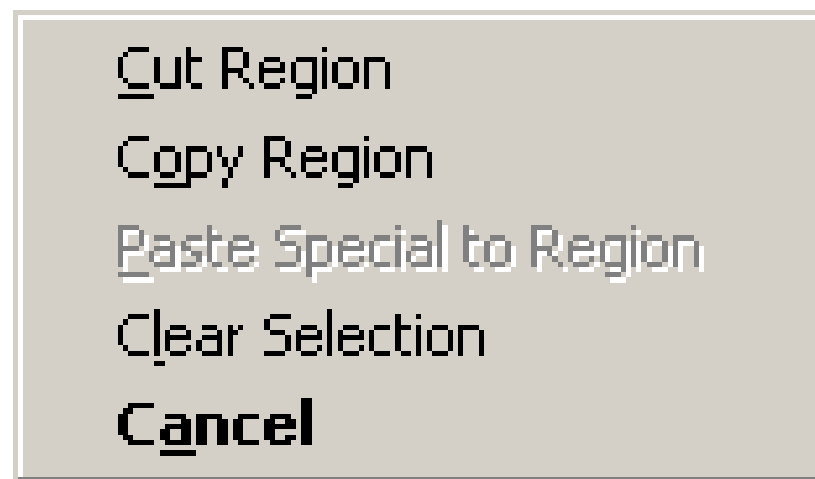 Cut Region
Copy Region
Paste Special to Region
Clear Selection
Cancel